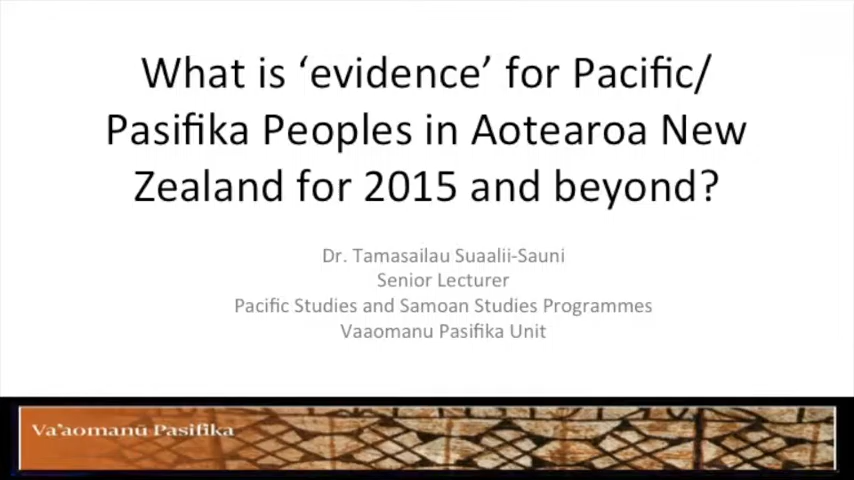 What is ‘evidence’ for Pacific/
Pasifika Peoples in Aotearoa New
Zealand for 2015 and beyond?
Dr. Tamasailau Suaalii-Sauni
Senior Lecturer
Pacific Studies and Samoan Studies Programmes
Vaaomanu Pasifika Unit
Va'aomanū Pasifika